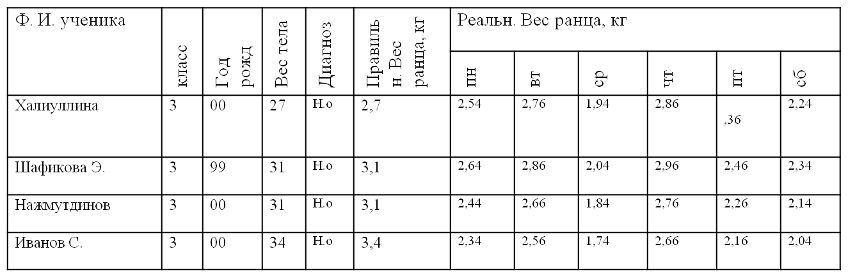 Ф. И. ученика класс Год рожд Вес тела Диагноз Правильн. Вес ранца, кг Реальн. Вес ранца, кг
пн вт ср чт пт сб
Халиуллина 3 00 27 Н.о 2,7 2,54 2,76 1,94 2,86 ,36 2,24
Шафикова Э. 3 99 31 Н.о 3,1 2,64 2,86 2,04 2,96 2,46 2,34
Нажмутдинов 3 00 31 Н.о 3,1 2,44 2,66 1,84 2,76 2,26 2,14
Иванов С. 3 00 34 Н.о 3,4 2,34 2,56 1,74 2,66 2,16 2,04